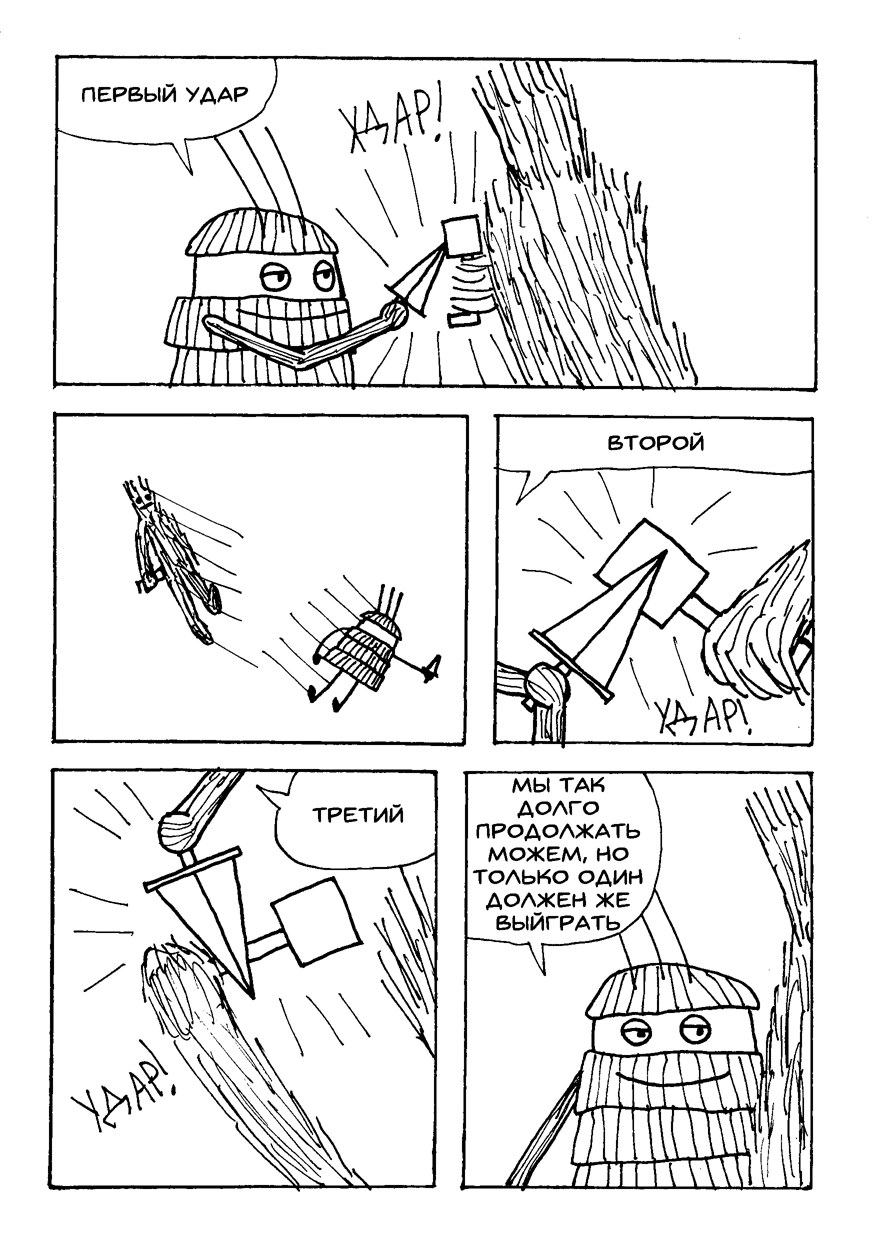 ПЕРВЫЙ УДАР
УДАР!
ВТОРОЙ
УДАР!
ТРЕТИЙ
УДАР!
МЫ ТАК
ДОЛГО
ПРОДОЛЖАТЬ
МОЖЕМ, НО
ТОЛЬКО ОДИН
ДОЛЖЕН ЖЕ
ВЫЙГРАТЬ